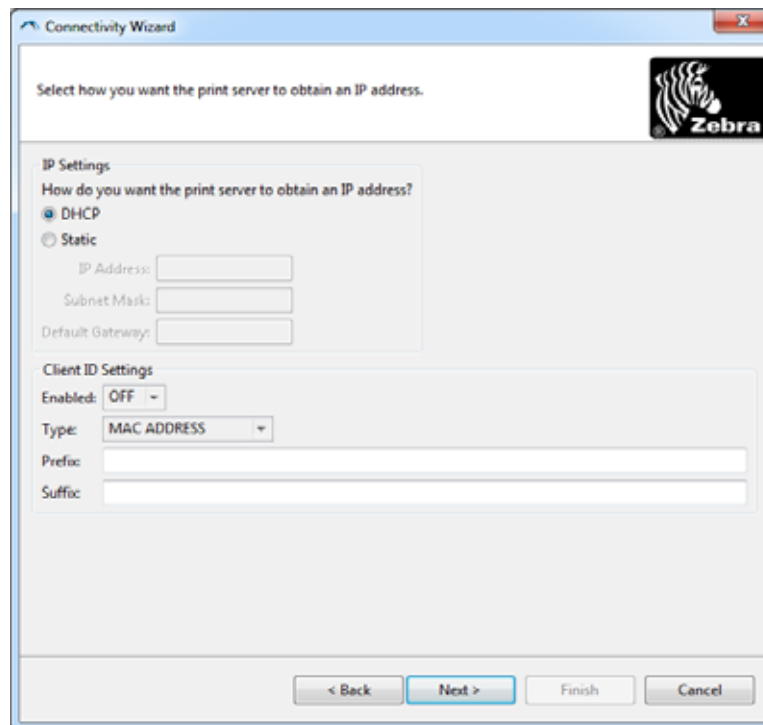 Connectivity Wizard
Select how you want the print server to obtain an IP address.
® Zebra
IP Settings
How do you want the print server to obtain an IP address?
DHCP
Static
IP Address:
Subnet Mask:
Default Gateway:
Client ID Settings
Enabled: OFF
Type: MAC ADDRESS
Prefix:
Suffix:
< Back Next > Finish Cancel